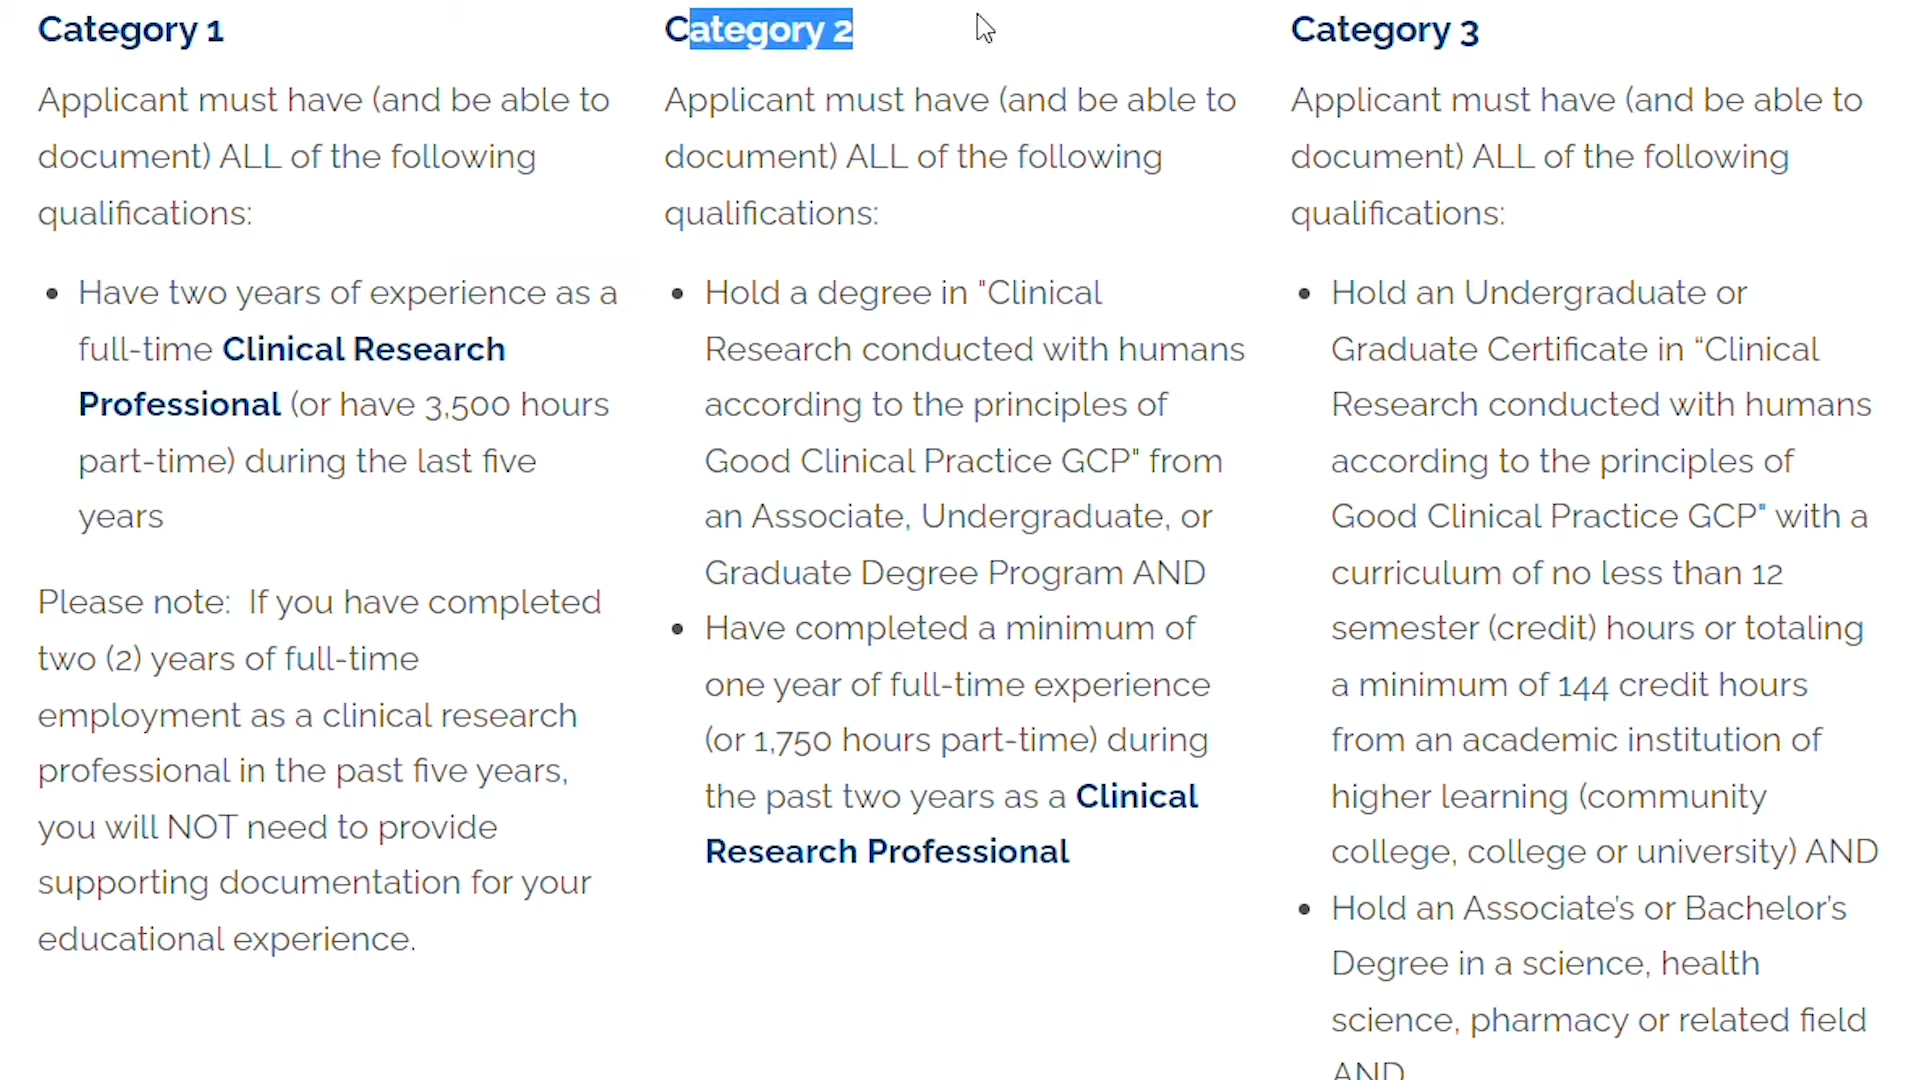 Category 1
Applicant must have (and be able to
document) ALL of the following
qualifications:
• Have two years of experience as a
full-time Clinical Research
Professional (or have 3,500 hours
part-time) during the last five
years
Please note:  If you have completed
two (2) years of full-time
employment as a clinical research
professional in the past five years,
you will NOT need to provide
supporting documentation for your
educational experience.
Category 2
Applicant must have (and be able to
document) ALL of the following
qualifications:
• Hold a degree in "Clinical
Research conducted with humans
according to the principles of
Good Clinical Practice GCP" from
an Associate, Undergraduate, or
Graduate Degree Program AND
• Have completed a minimum of
one year of full-time experience
(or 1,750 hours part-time) during
the past two years as a Clinical
Research Professional
Category 3
Applicant must have (and be able to
document) ALL of the following
qualifications:
• Hold an Undergraduate or
Graduate Certificate in “Clinical
Research conducted with humans
according to the principles of
Good Clinical Practice GCP" with a
curriculum of no less than 12
semester (credit) hours or totaling
a minimum of 144 credit hours
from an academic institution of
higher learning (community
college, college or university) AND
• Hold an Associate’s or Bachelor’s
Degree in a science, health
science, pharmacy or related field
AND